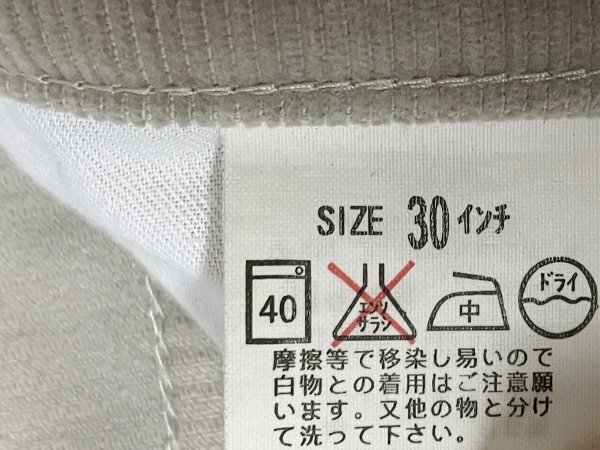 SIZE 30インチ
40 エンソ サラシ 中 ドライ
摩擦等で移染し易いので
白物との着用はご注意願
います。又他の物と分け
て洗って下さい。